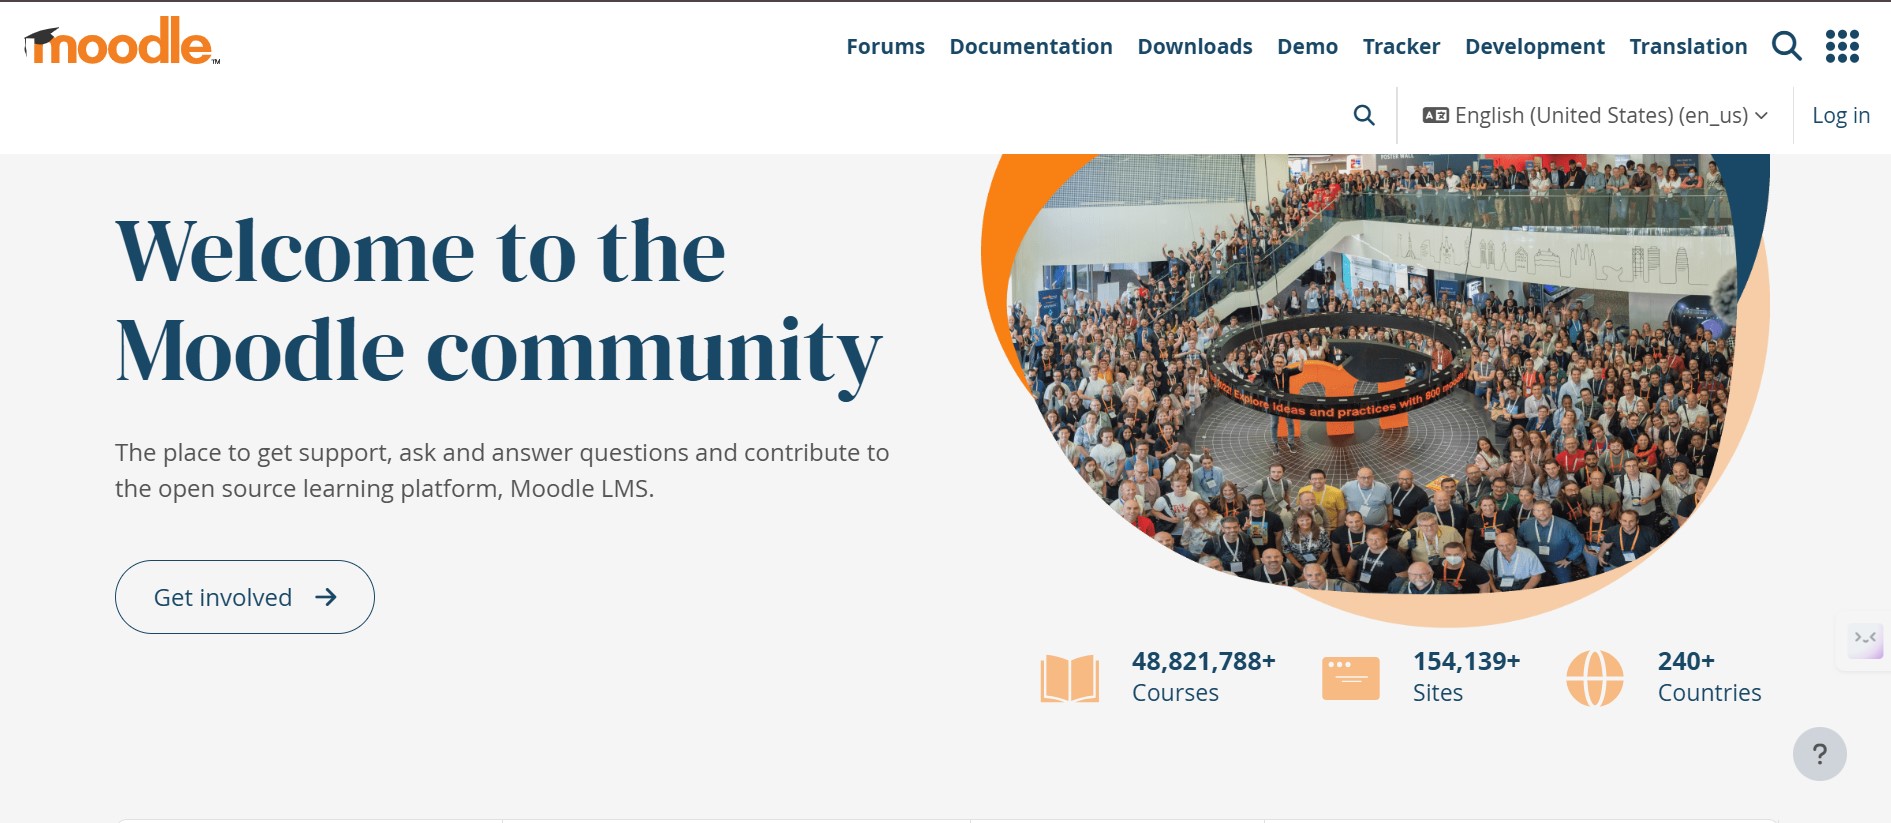 moodle™
Forums Documentation Downloads Demo Tracker Development Translation
English (United States) (en_us)
Log in
Welcome to the
Moodle community
The place to get support, ask and answer questions and contribute to
the open source learning platform, Moodle LMS.
Get involved
POSTER WALL
Explore ideas and practices with 800
48,821,788+
Courses
154,139+
Sites
240+
Countries
?